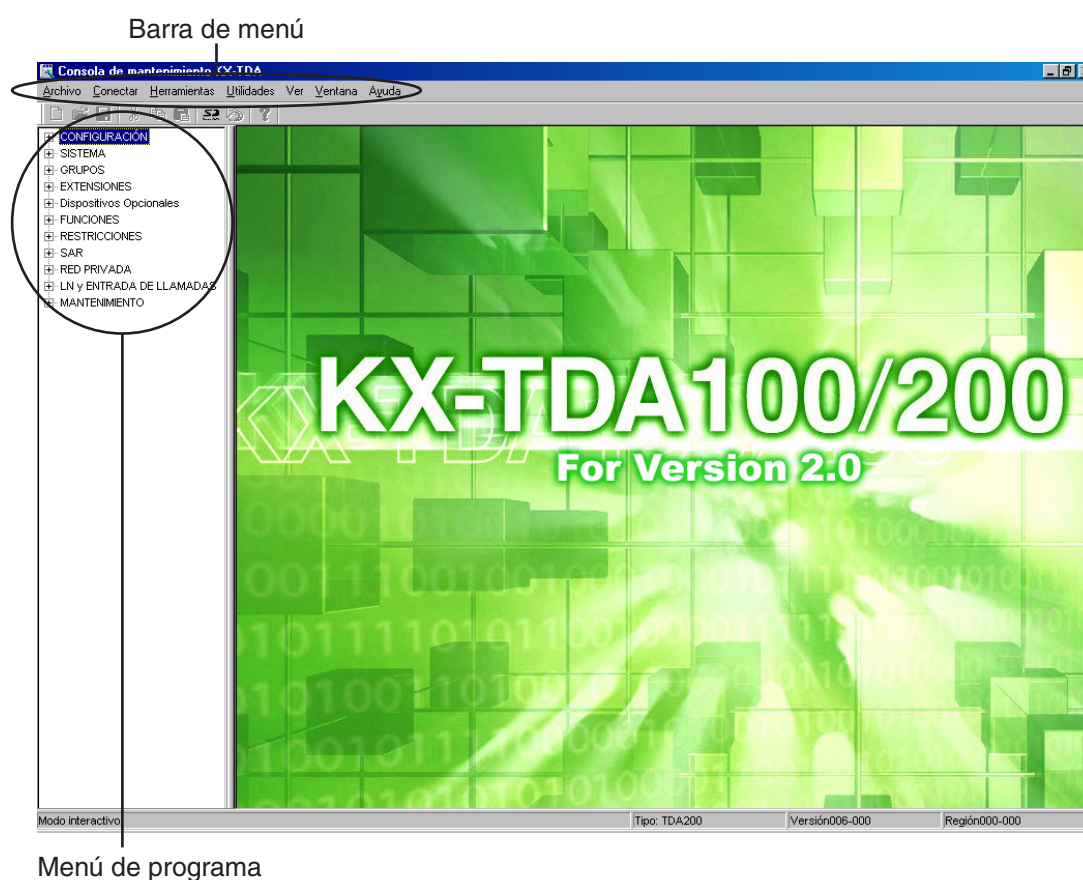 Barra de menú
Consola de mantenimiento KX-TDA
Archivo Conectar Herramientas Utilidades Ver Ventana Ayuda
CONFIGURACIÓN
SISTEMA
GRUPOS
EXTENSIONES
Dispositivos Opcionales
FUNCIONES
RESTRICCIONES
SAR
RED PRIVADA
LN y ENTRADA DE LLAMADAS
MANTENIMIENTO
KX-TDA100/200
For Version 2.0
Modo interactivo
Tipo: TDA200
Versión006-000
Región000-000
Menú de programa